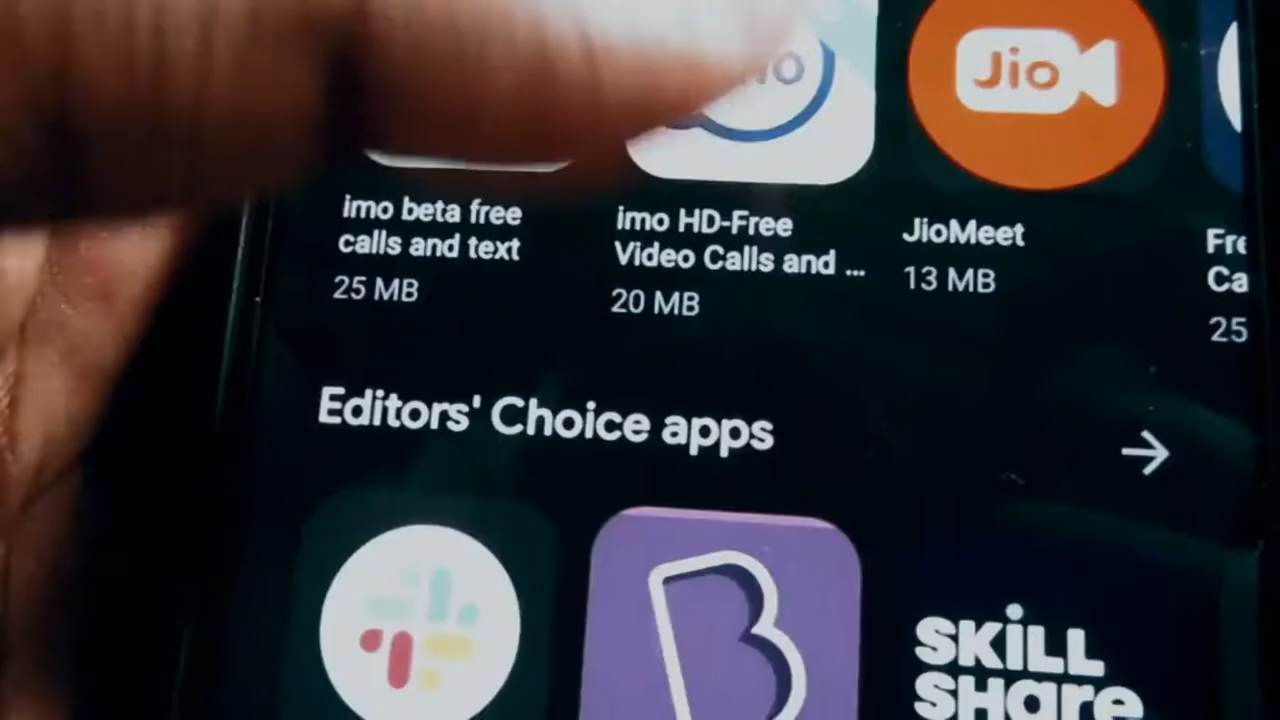 Jio
imo beta free
calls and text
25 MB
imo HD-Free
Video Calls and ...
20 MB
JioMeet
13 MB
25
Editors' Choice apps
B
SKiLL
SHare